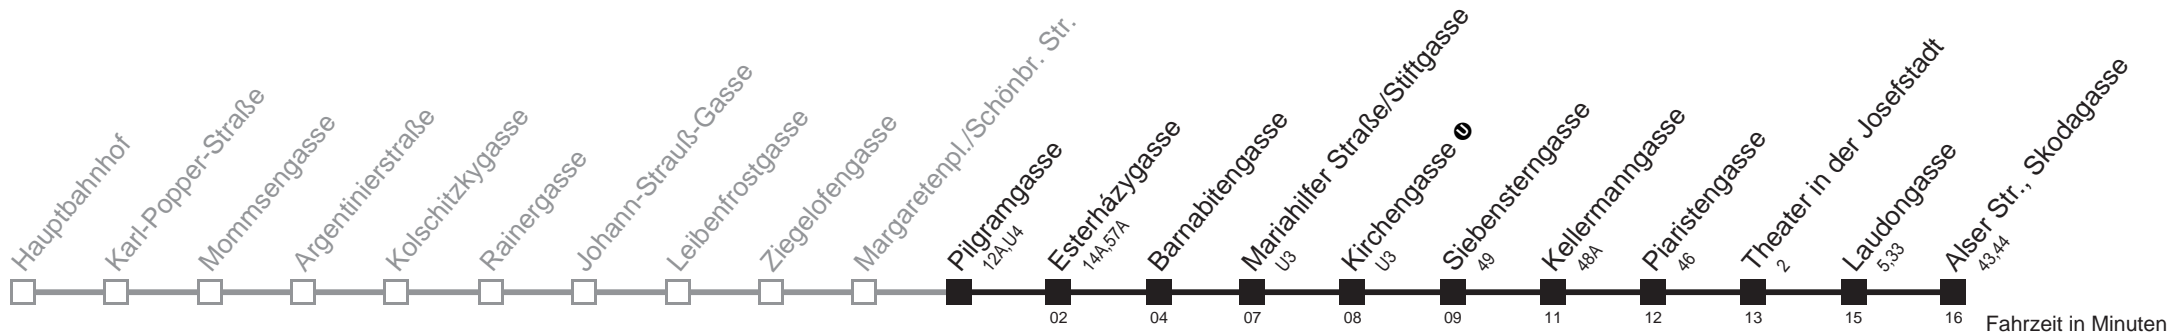 Hauptbahnhof
Karl-Popper-Straße
Mommsengasse
Argentinierstraße
Kolschitzkygasse
Rainergasse
Johann-Strauß-Gasse
Leibenfrostgasse
Ziegelofengasse
Margaretenpl./Schönbr. Str.
Pilgramgasse
12A,U4
Esterházygasse
14A,57A
Barnabitengasse
Mariahilfer Straße/Stiftgasse
U3
Kirchengasse U
U3
Siebensterngasse
49
Kellermanngasse
48A
Piaristengasse
46
Theater in der Josefstadt
2
Laudongasse
5,33
Alser Str., Skodagasse
43,44
02 04 07 08 09 11 12 13 15 16 Fahrzeit in Minuten